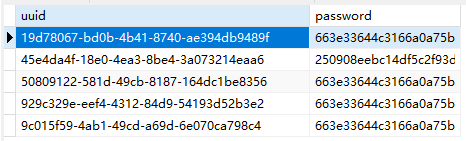 uuid password
19d78067-bd0b-4b41-8740-ae394db9489f 663e33644c3166a0a75b
45e4da4f-18e0-4ea3-8be4-3a073214eaa6 250908eebc14df5c2f93d
50809122-581d-49cb-8187-164dc1be8356 663e33644c3166a0a75b
929c329e-eef4-4312-84d9-54193d52b3e2 663e33644c3166a0a75b
9c015f59-4ab1-49cd-a69d-6e070ca798c4 663e33644c3166a0a75b